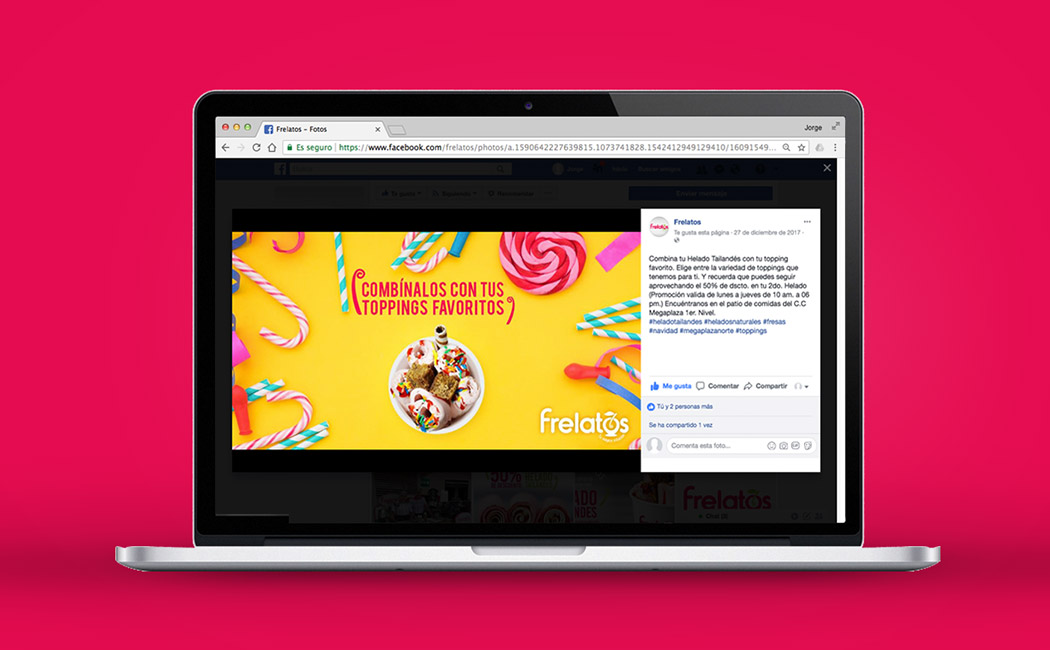 Frelatos – Fotos
Jorge
Es seguro
https://www.facebook.com/frelatos/photos/a.1590642227639815.1073741828.1542412949129410/16091549...
Enviar mensaje
COMBÍNALOS CON TUS
TOPPINGS FAVORITOS
Frelatos
Frelatos
Frelatos
Te gusta esta página · 27 de diciembre de 2017 ·
Combina tu Helado Tailandés con tu topping
favorito. Elige entre la variedad de toppings que
tenemos para ti. Y recuerda que puedes seguir
aprovechando el 50% de dscto. en tu 2do. Helado
(Promoción valida de lunes a jueves de 10 am. a 06
pm.) Encuéntranos en el patio de comidas del C.C
Megaplaza 1er. Nivel.
#heladotailandes #heladosnaturales #fresas
#navidad #megaplazanorte #toppings
Me gusta
Comentar
Compartir
Tú y 2 personas más
Se ha compartido 1 vez
Comenta esta foto...
50%
Frelatos